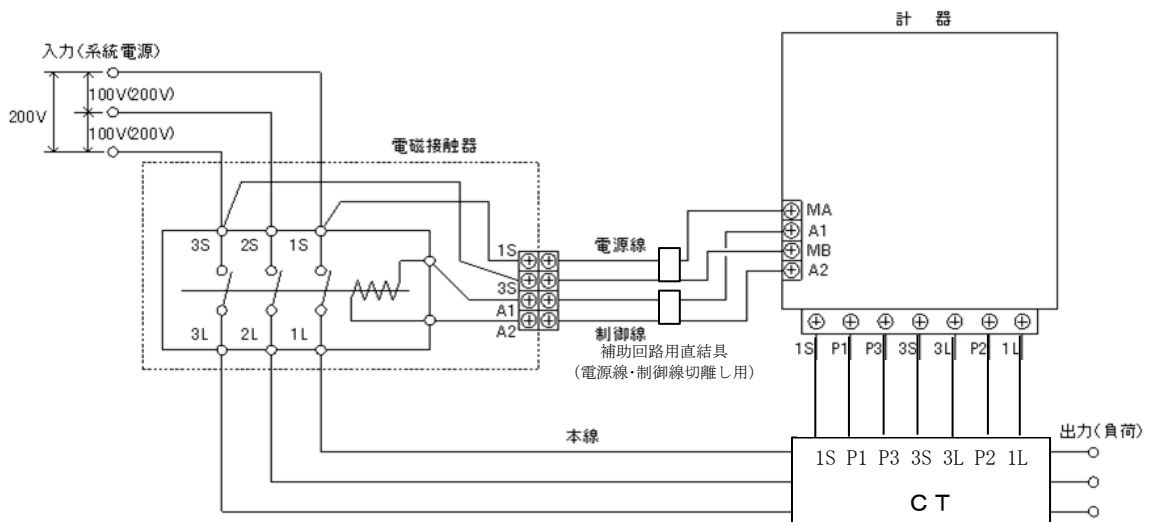 計 器
入力(系統電源)
100V(200V)
200V
100V(200V)
電磁接触器
MA
A1
MB
A2
3S 2S 1S
1S
3S
A1
A2
電源線
制御線
補助回路用直結具
(電源線・制御線切離し用)
3L 2L 1L
1S P1 P3 3S 3L P2 1L
本線
出力(負荷)
1S P1 P3 3S 3L P2 1L
CT